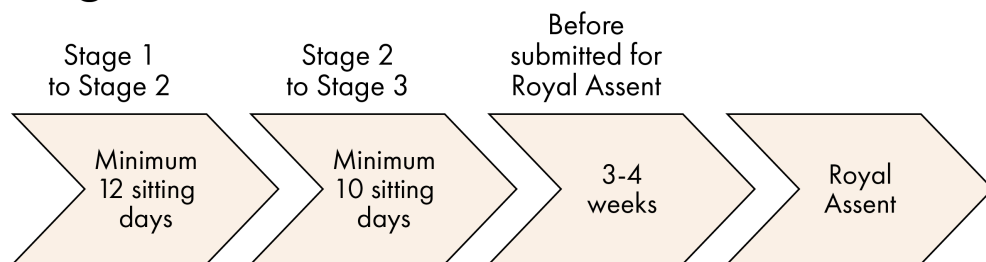 Stage 1
to Stage 2
Stage 2
to Stage 3
Before
submitted for
Royal Assent
Minimum
12 sitting
days
Minimum
10 sitting
days
3-4
weeks
Royal
Assent